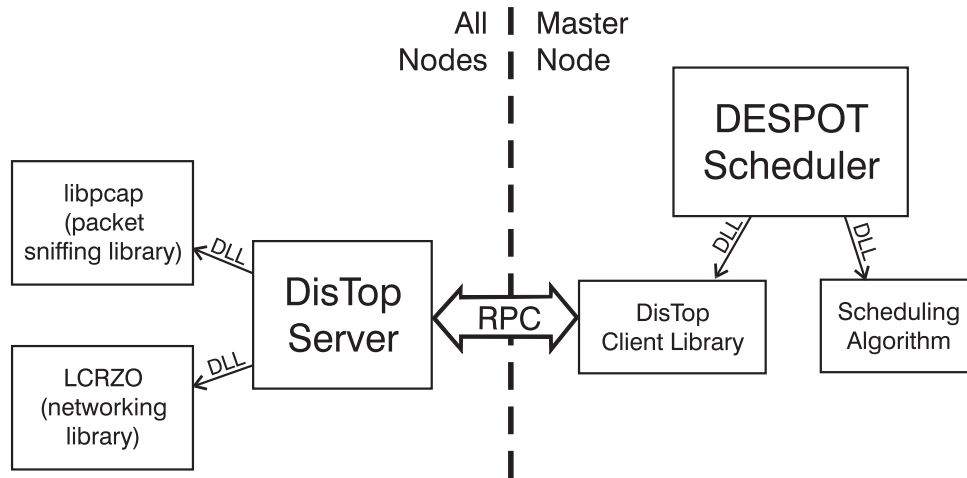 All
Nodes
Master
Node
DESPOT
Scheduler
libpcap
(packet
sniffing library)
DLL
DisTop
Server
DLL
LCRZO
(networking
library)
RPC
DLL
DLL
DisTop
Client Library
Scheduling
Algorithm